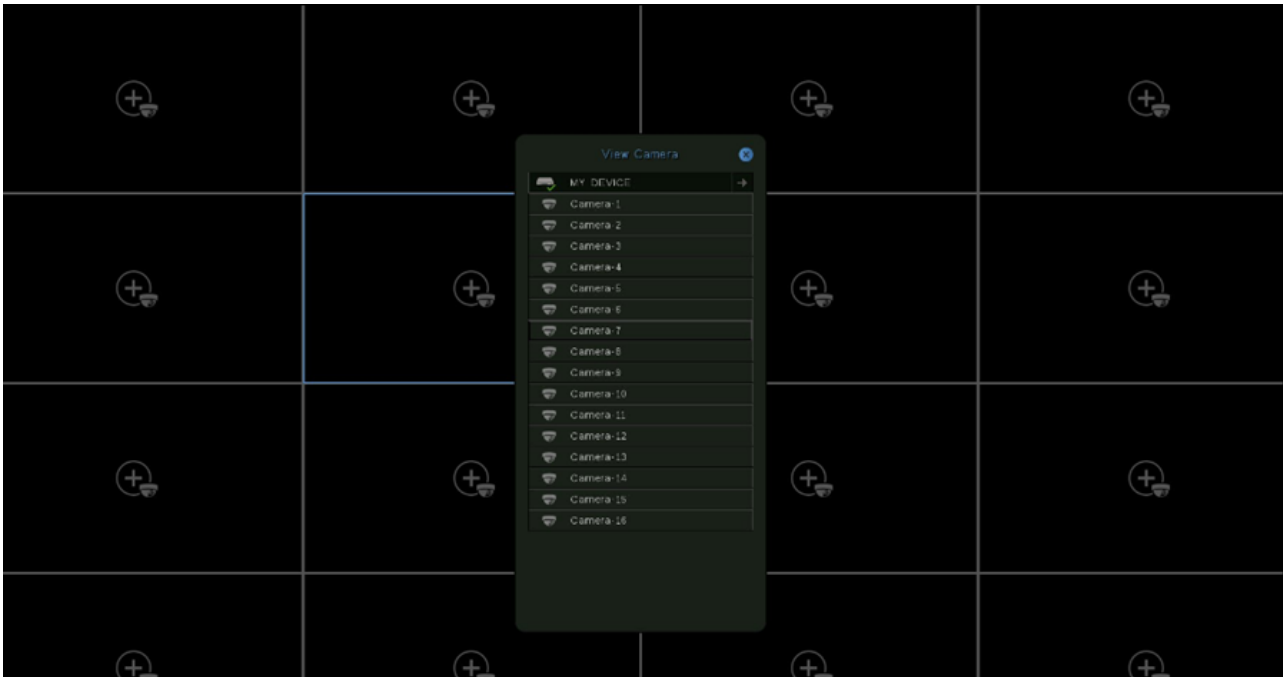 View Camera
MY DEVICE
Camera-1
Camera-2
Camera-3
Camera-4
Camera-5
Camera-6
Camera-7
Camera-8
Camera-9
Camera-10
Camera-11
Camera-12
Camera-13
Camera-14
Camera-15
Camera-16